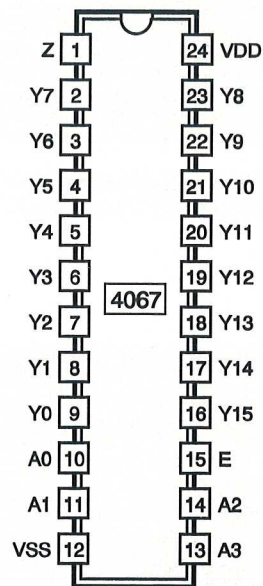 Z 1 24 VDD
Y7 2 23 Y8
Y6 3 22 Y9
Y5 4 21 Y10
Y4 5 20 Y11
Y3 6 19 Y12
4067
Y2 7 18 Y13
Y1 8 17 Y14
Y0 9 16 Y15
A0 10 15 E
A1 11 14 A2
VSS 12 13 A3